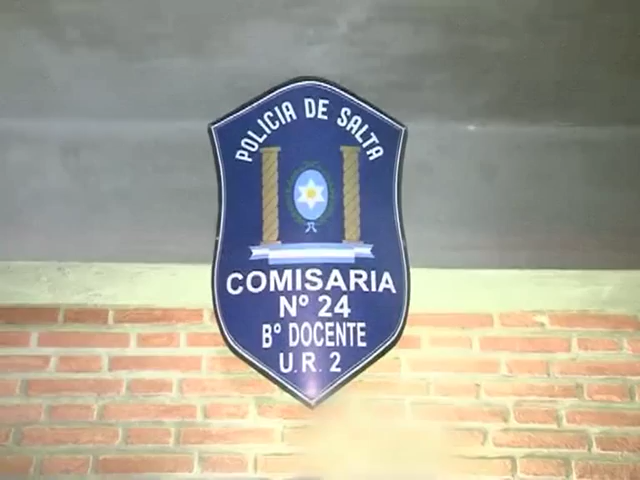 POLICIA DE SALTA
COMISARIA
Nº 24
Bº DOCENTE
U.R. 2